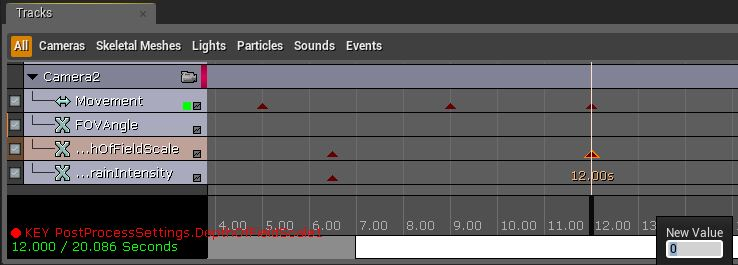 Tracks ×
All Cameras Skeletal Meshes Lights Particles Sounds Events
Camera2
Movement
FOVAngle
...hOfFieldScale
...rainIntensity
12.00s
4.00 5.00 6.00 7.00 8.00 9.00 10.00 11.00 12.00 13.00
KEY PostProcessSettings.DepthOfFieldScale1
12.000 / 20.086 Seconds
New Value
0